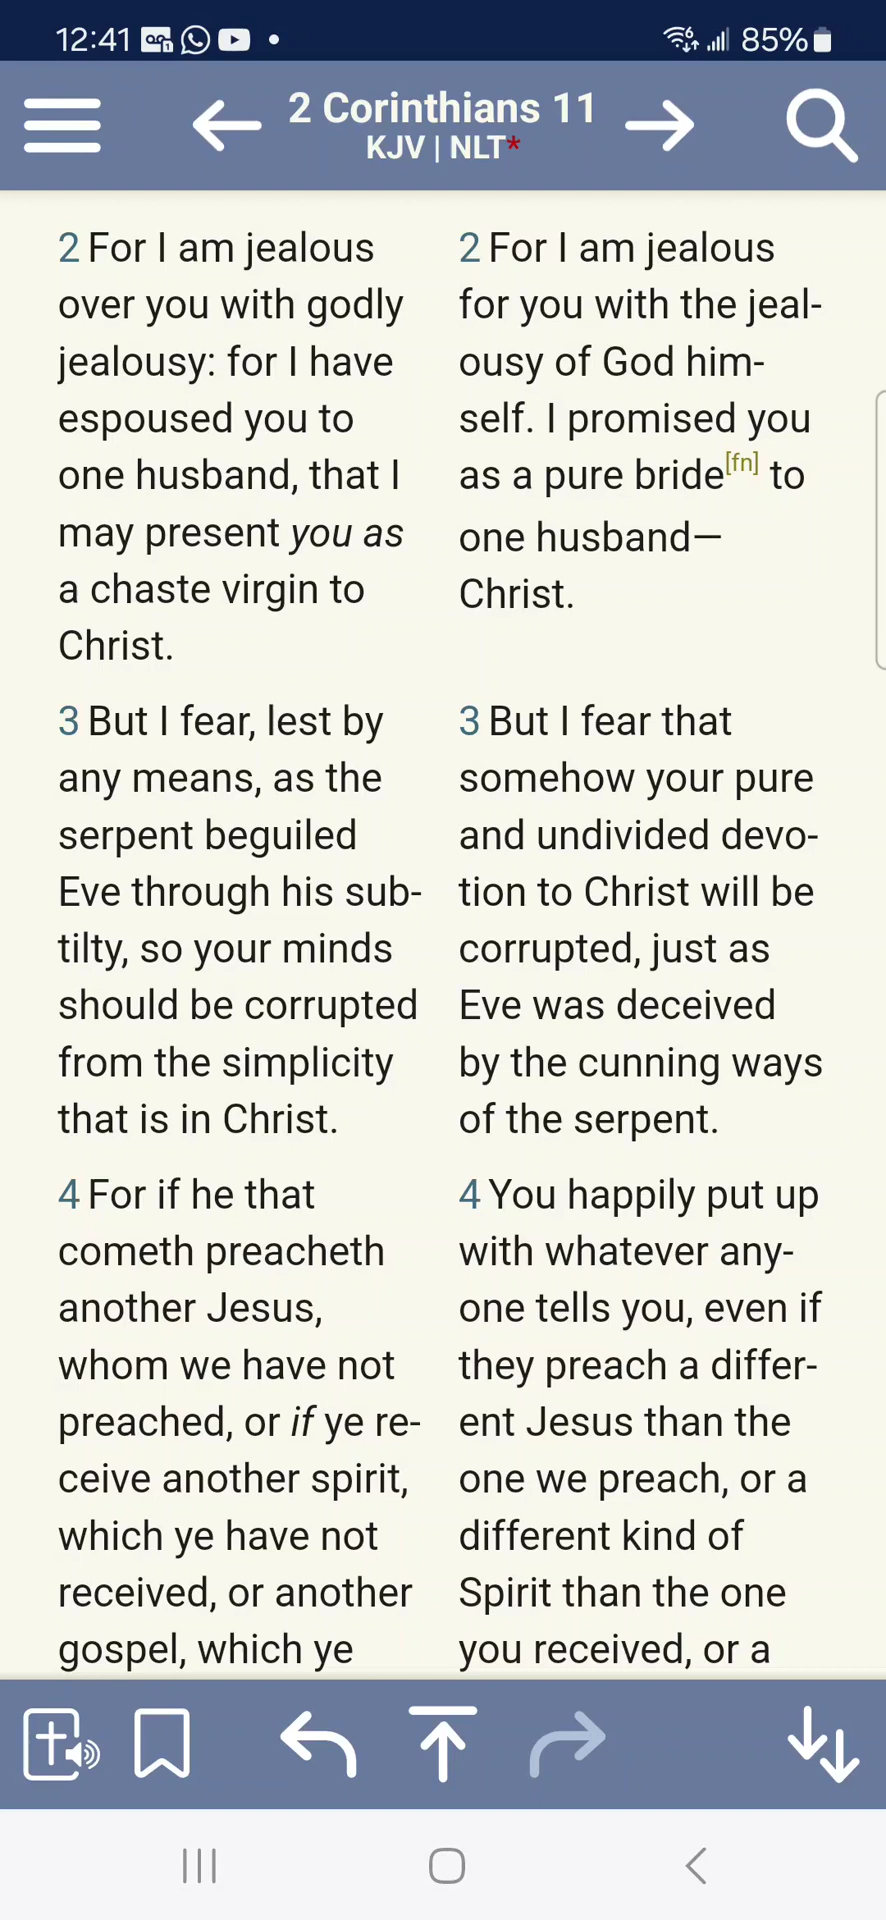 12:41
85%
2 Corinthians 11
KJV | NLT*
2 For I am jealous
over you with godly
jealousy: for I have
espoused you to
one husband, that I
may present you as
a chaste virgin to
Christ.
3 But I fear, lest by
any means, as the
serpent beguiled
Eve through his sub-
tilty, so your minds
should be corrupted
from the simplicity
that is in Christ.
4 For if he that
cometh preacheth
another Jesus,
whom we have not
preached, or if ye re-
ceive another spirit,
which ye have not
received, or another
gospel, which ye
2 For I am jealous
for you with the jeal-
ousy of God him-
self. I promised you
as a pure bride[fn] to
one husband—
Christ.
3 But I fear that
somehow your pure
and undivided devo-
tion to Christ will be
corrupted, just as
Eve was deceived
by the cunning ways
of the serpent.
4 You happily put up
with whatever any-
one tells you, even if
they preach a differ-
ent Jesus than the
one we preach, or a
different kind of
Spirit than the one
you received, or a